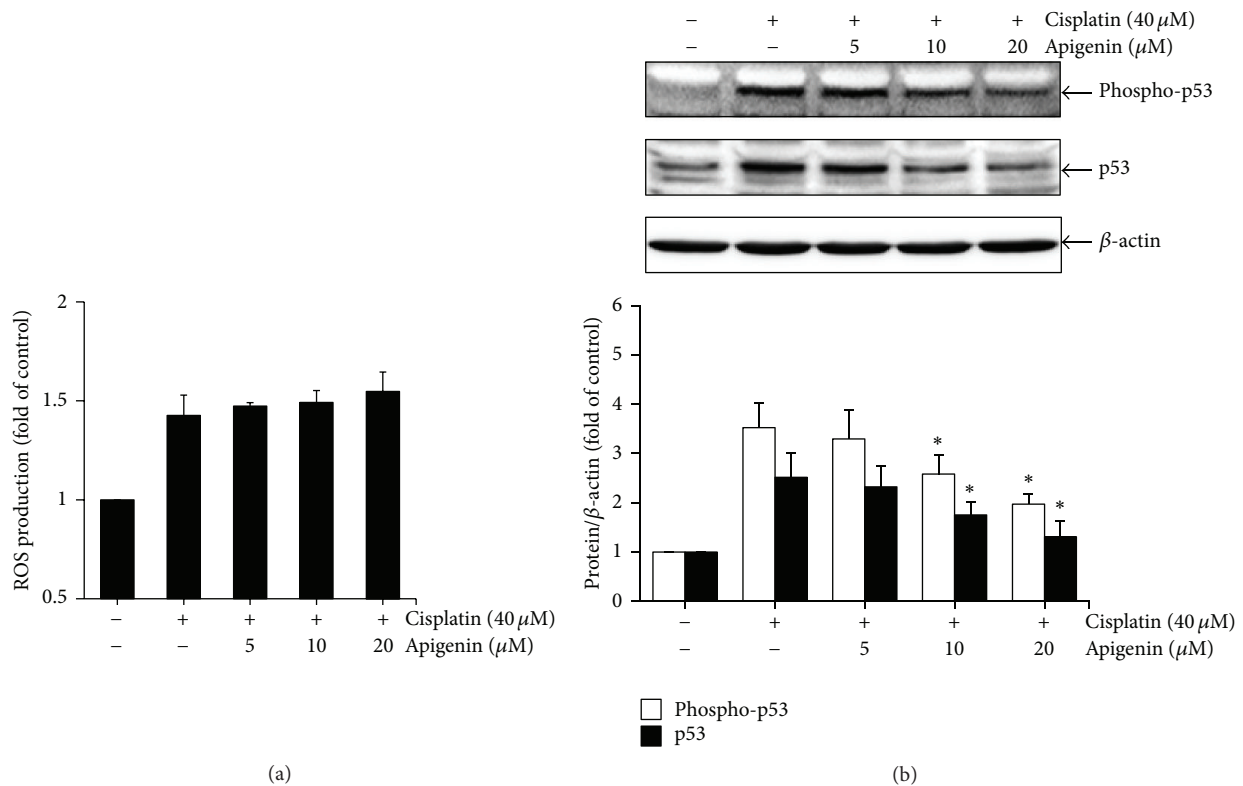 2
1.5
1
0.5
ROS production (fold of control)
− + + + + Cisplatin (40 μM)
− − 5 10 20 Apigenin (μM)
(a)
− + + + + Cisplatin (40 μM)
− − 5 10 20 Apigenin (μM)
Phospho-p53
p53
β-actin
6
5
4
3
2
1
0
Protein/β-actin (fold of control)
* *
* *
− + + + + Cisplatin (40 μM)
− − 5 10 20 Apigenin (μM)
Phospho-p53
p53
(b)